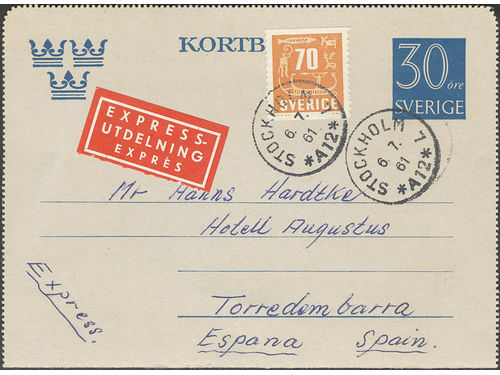 KORTB
70
SVERIGE
30 öre
SVERIGE
EXPRESS-
UTDELNING
EXPRÈS
STOCKHOLM 7
6.7.
61
*A12*
STOCKHOLM 7
6.7.
61
*A12*
Mr Hanns Hardtke
Hotell Augustus
Express.
Torredembarra
Espana Spain.